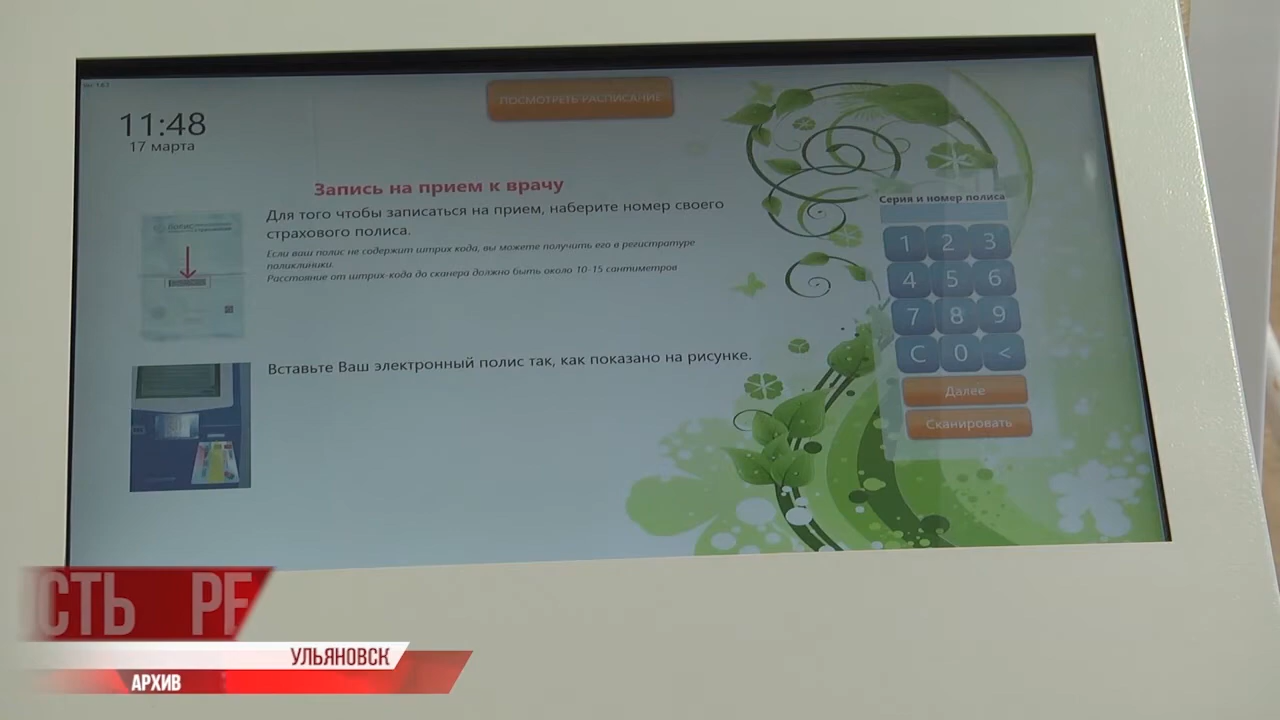 ПОСМОТРЕТЬ РАСПИСАНИЕ
11:48
17 марта
Запись на прием к врачу
Для того чтобы записаться на прием, наберите номер своего
страхового полиса.
Если ваш полис не содержит штрих кода, вы можете получить его в регистратуре
поликлиники.
Расстояние от штрих-кода до сканера должно быть около 10-15 сантиметров
Вставьте Ваш электронный полис так, как показано на рисунке.
Серия и номер полиса
1 2 3
4 5 6
7 8 9
C 0 <
Далее
Сканировать
СТЬ РЕ
УЛЬЯНОВСК
АРХИВ